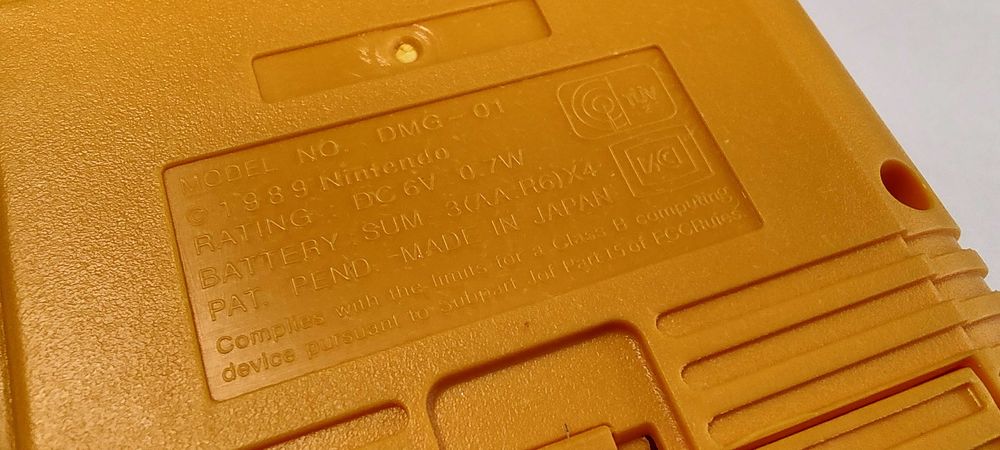 MODEL NO. DMG-01
© 1989 Nintendo
RATING : DC 6V 0.7W
BATTERY : SUM - 3(AA·R6)X4
PAT. PEND. -MADE IN JAPAN
Complies with the limits for a Class B computing
device pursuant to Subpart J of Part 15 of FCC rules
TÜV